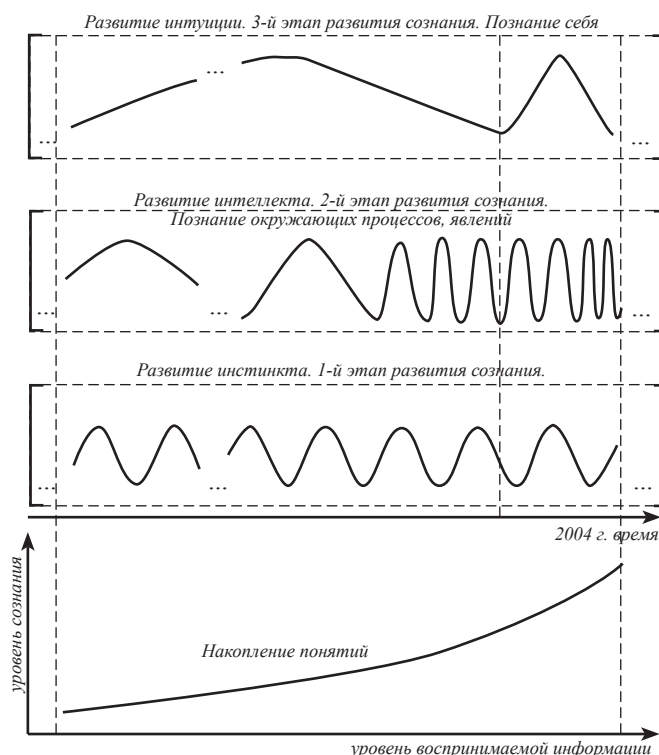 Развитие интуиции. 3-й этап развития сознания. Познание себя
...
... ...
Развитие интеллекта. 2-й этап развития сознания.
Познание окружающих процессов, явлений
... ... ...
Развитие инстинкта. 1-й этап развития сознания.
... ... ...
2004 г. время
уровень сознания
Накопление понятий
уровень воспринимаемой информации